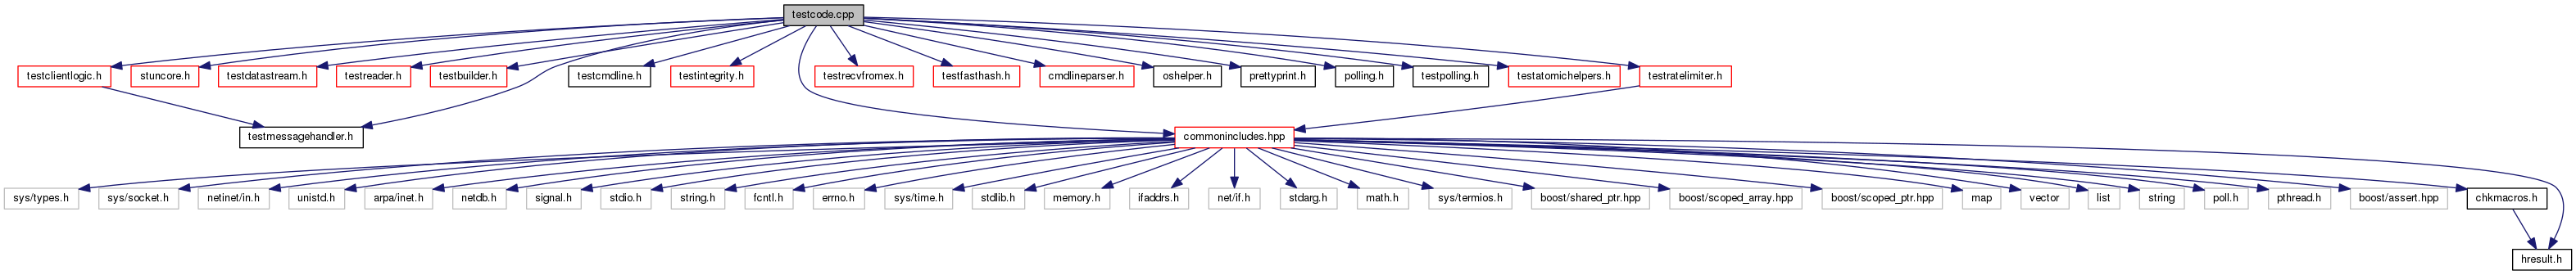 testcode.cpp
testclientlogic.h
stuncore.h
testdatastream.h
testreader.h
testbuilder.h
testcmdline.h
testintegrity.h
testrecvfromex.h
testfasthash.h
cmdlineparser.h
oshelper.h
prettyprint.h
polling.h
testpolling.h
testatomichelpers.h
testratelimiter.h
testmessagehandler.h
commonincludes.hpp
sys/types.h
sys/socket.h
netinet/in.h
unistd.h
arpa/inet.h
netdb.h
signal.h
stdio.h
string.h
fcntl.h
errno.h
sys/time.h
stdlib.h
memory.h
ifaddrs.h
net/if.h
stdarg.h
math.h
sys/termios.h
boost/shared_ptr.hpp
boost/scoped_array.hpp
boost/scoped_ptr.hpp
map
vector
list
string
poll.h
pthread.h
boost/assert.hpp
chkmacros.h
hresult.h